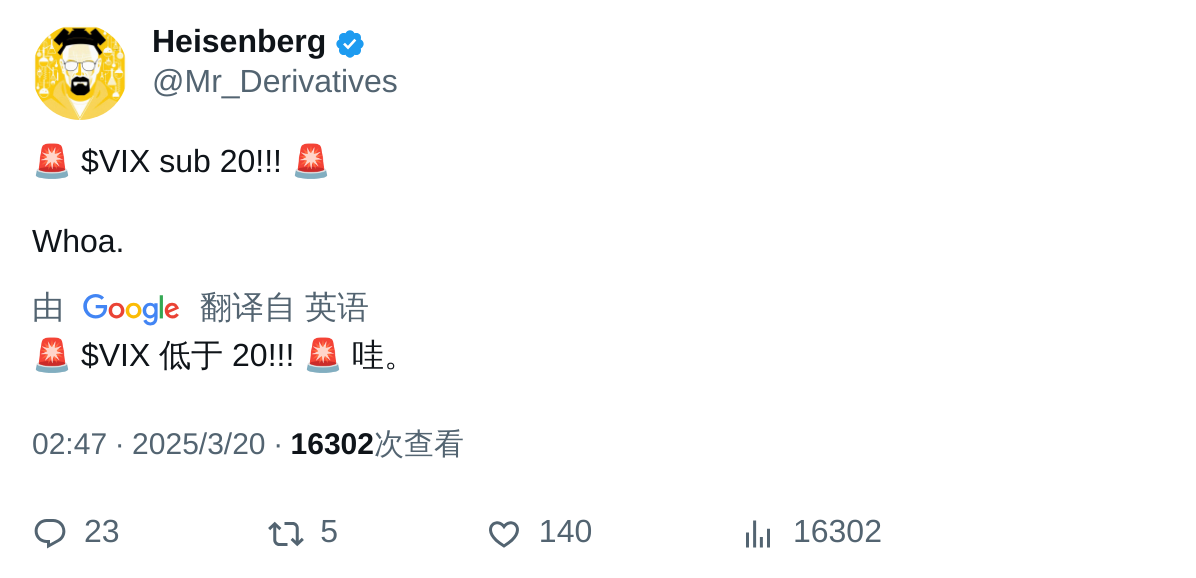 Heisenberg
@Mr_Derivatives
🚨 $VIX sub 20!!! 🚨
Whoa.
由 Google 翻译自 英语
🚨 $VIX 低于 20!!! 🚨 哇。
02:47 · 2025/3/20 · 16302次查看
23 5 140 16302